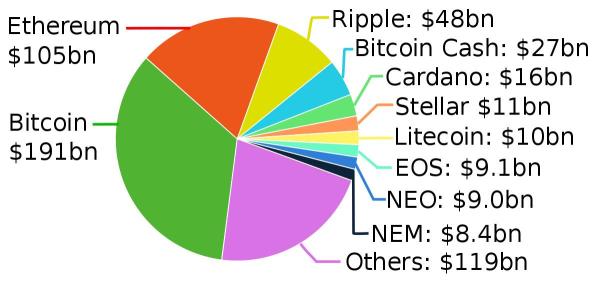 Ethereum
$105bn
Bitcoin
$191bn
Ripple: $48bn
Bitcoin Cash: $27bn
Cardano: $16bn
Stellar $11bn
Litecoin: $10bn
EOS: $9.1bn
NEO: $9.0bn
NEM: $8.4bn
Others: $119bn